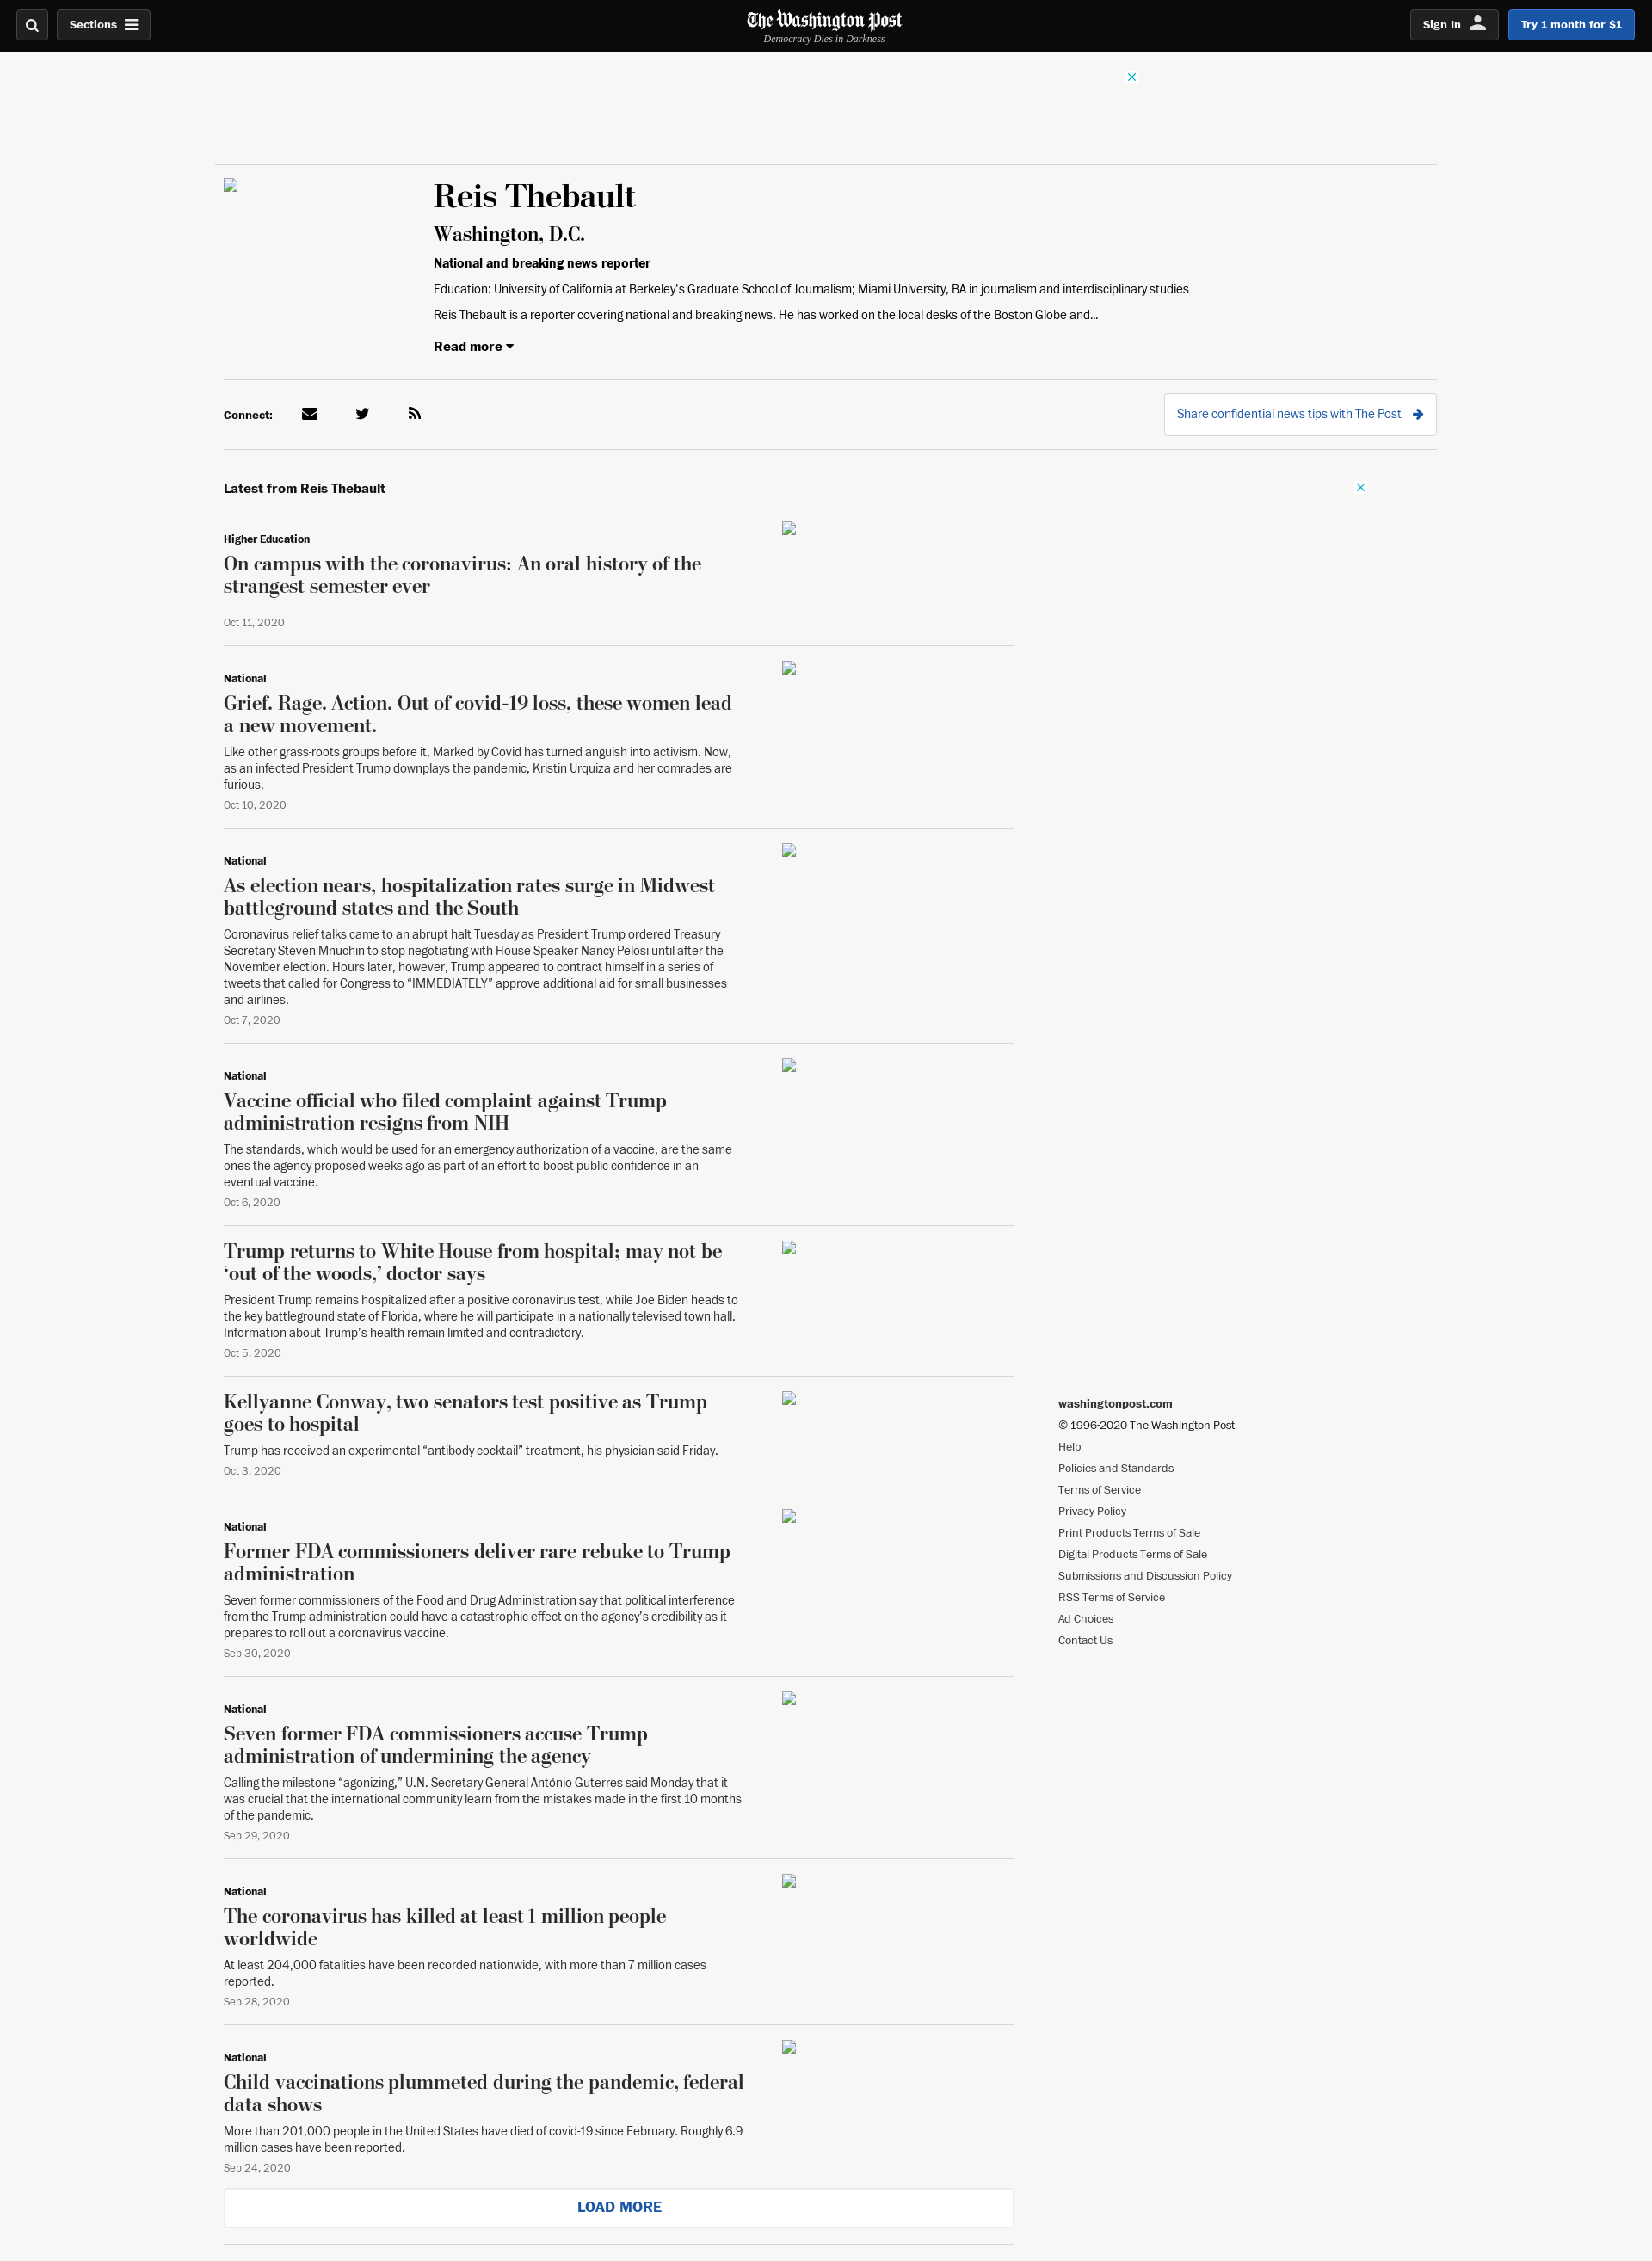 Sections
The Washington Post
Democracy Dies in Darkness
Sign In
Try 1 month for $1
Reis Thebault
Washington, D.C.
National and breaking news reporter
Education: University of California at Berkeley's Graduate School of Journalism; Miami University, BA in journalism and interdisciplinary studies
Reis Thebault is a reporter covering national and breaking news. He has worked on the local desks of the Boston Globe and...
Read more
Connect:
Share confidential news tips with The Post
Latest from Reis Thebault
Higher Education
On campus with the coronavirus: An oral history of the
strangest semester ever
Oct 11, 2020
National
Grief. Rage. Action. Out of covid-19 loss, these women lead
a new movement.
Like other grass-roots groups before it, Marked by Covid has turned anguish into activism. Now,
as an infected President Trump downplays the pandemic, Kristin Urquiza and her comrades are
furious.
Oct 10, 2020
National
As election nears, hospitalization rates surge in Midwest
battleground states and the South
Coronavirus relief talks came to an abrupt halt Tuesday as President Trump ordered Treasury
Secretary Steven Mnuchin to stop negotiating with House Speaker Nancy Pelosi until after the
November election. Hours later, however, Trump appeared to contract himself in a series of
tweets that called for Congress to “IMMEDIATELY” approve additional aid for small businesses
and airlines.
Oct 7, 2020
National
Vaccine official who filed complaint against Trump
administration resigns from NIH
The standards, which would be used for an emergency authorization of a vaccine, are the same
ones the agency proposed weeks ago as part of an effort to boost public confidence in an
eventual vaccine.
Oct 6, 2020
Trump returns to White House from hospital; may not be
‘out of the woods,’ doctor says
President Trump remains hospitalized after a positive coronavirus test, while Joe Biden heads to
the key battleground state of Florida, where he will participate in a nationally televised town hall.
Information about Trump’s health remain limited and contradictory.
Oct 5, 2020
Kellyanne Conway, two senators test positive as Trump
goes to hospital
Trump has received an experimental “antibody cocktail” treatment, his physician said Friday.
Oct 3, 2020
National
Former FDA commissioners deliver rare rebuke to Trump
administration
Seven former commissioners of the Food and Drug Administration say that political interference
from the Trump administration could have a catastrophic effect on the agency’s credibility as it
prepares to roll out a coronavirus vaccine.
Sep 30, 2020
National
Seven former FDA commissioners accuse Trump
administration of undermining the agency
Calling the milestone “agonizing,” U.N. Secretary General António Guterres said Monday that it
was crucial that the international community learn from the mistakes made in the first 10 months
of the pandemic.
Sep 29, 2020
National
The coronavirus has killed at least 1 million people
worldwide
At least 204,000 fatalities have been recorded nationwide, with more than 7 million cases
reported.
Sep 28, 2020
National
Child vaccinations plummeted during the pandemic, federal
data shows
More than 201,000 people in the United States have died of covid-19 since February. Roughly 6.9
million cases have been reported.
Sep 24, 2020
LOAD MORE
washingtonpost.com
© 1996-2020 The Washington Post
Help
Policies and Standards
Terms of Service
Privacy Policy
Print Products Terms of Sale
Digital Products Terms of Sale
Submissions and Discussion Policy
RSS Terms of Service
Ad Choices
Contact Us